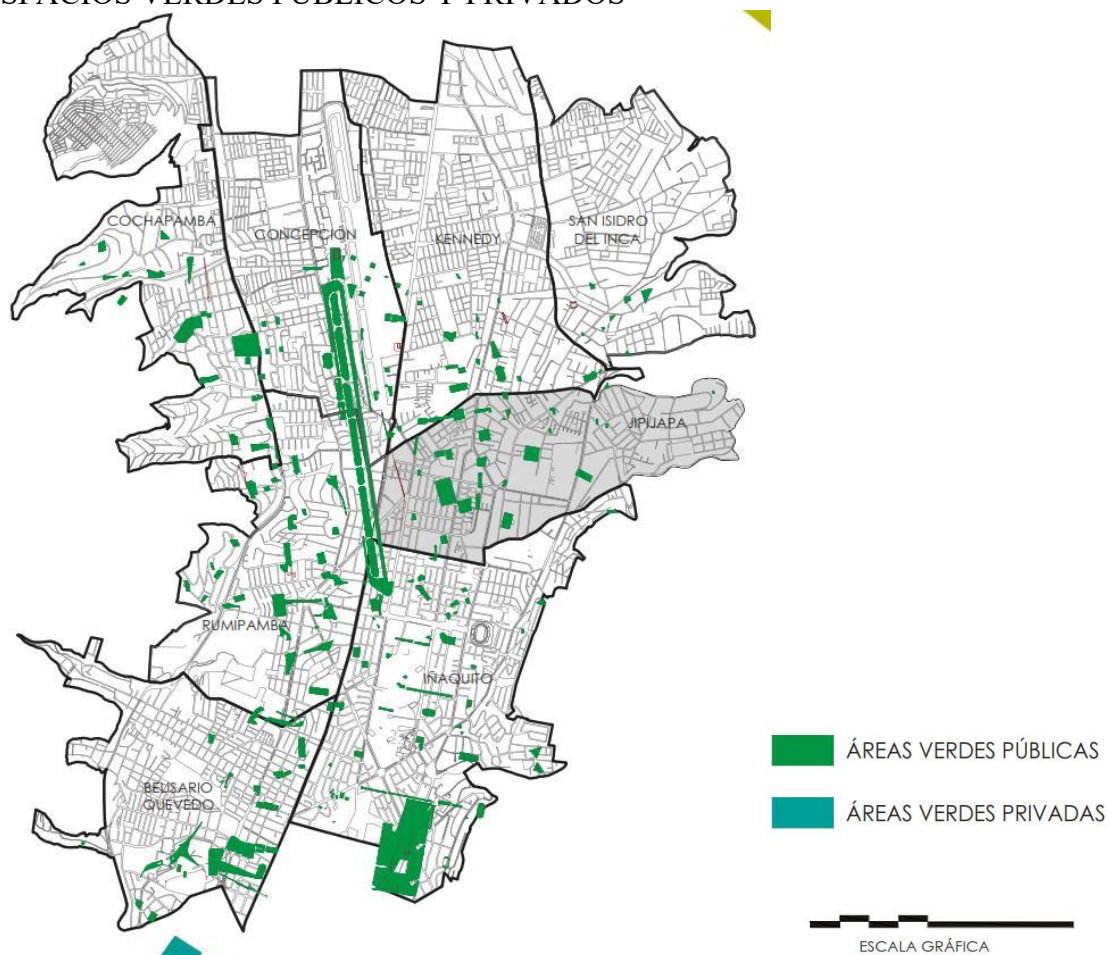 SPACIOS VERDES PÚBLICOS Y PRIVADOS
COCHAPAMBA
CONCEPCIÓN
KENNEDY
SAN ISIDRO
DEL INCA
JIPIJAPA
RUMIPAMBA
IÑAQUITO
BELISARIO
QUEVEDO
ÁREAS VERDES PÚBLICAS
ÁREAS VERDES PRIVADAS
ESCALA GRÁFICA